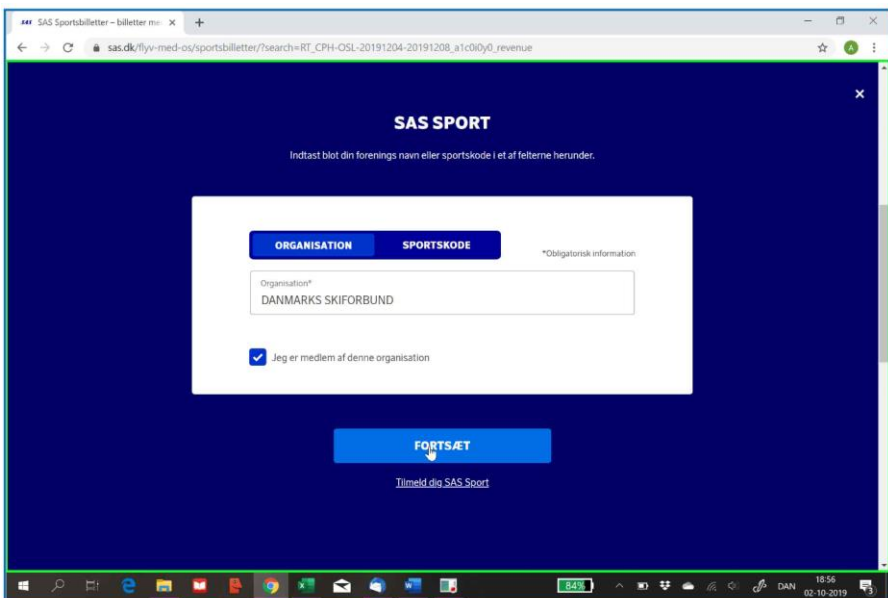 SAS SAS Sportsbilletter – billetter me
sas.dk/flyv-med-os/sportsbilletter/?search=RT_CPH-OSL-20191204-20191208_a1c0i0y0_revenue
A
SAS SPORT
Indtast blot din forenings navn eller sportskode i et af felterne herunder.
ORGANISATION SPORTSKODE
*Obligatorisk information
Organisation*
DANMARKS SKIFORBUND
Jeg er medlem af denne organisation
FORTSÆT
Tilmeld dig SAS Sport
84% DAN 18:56
02-10-2019